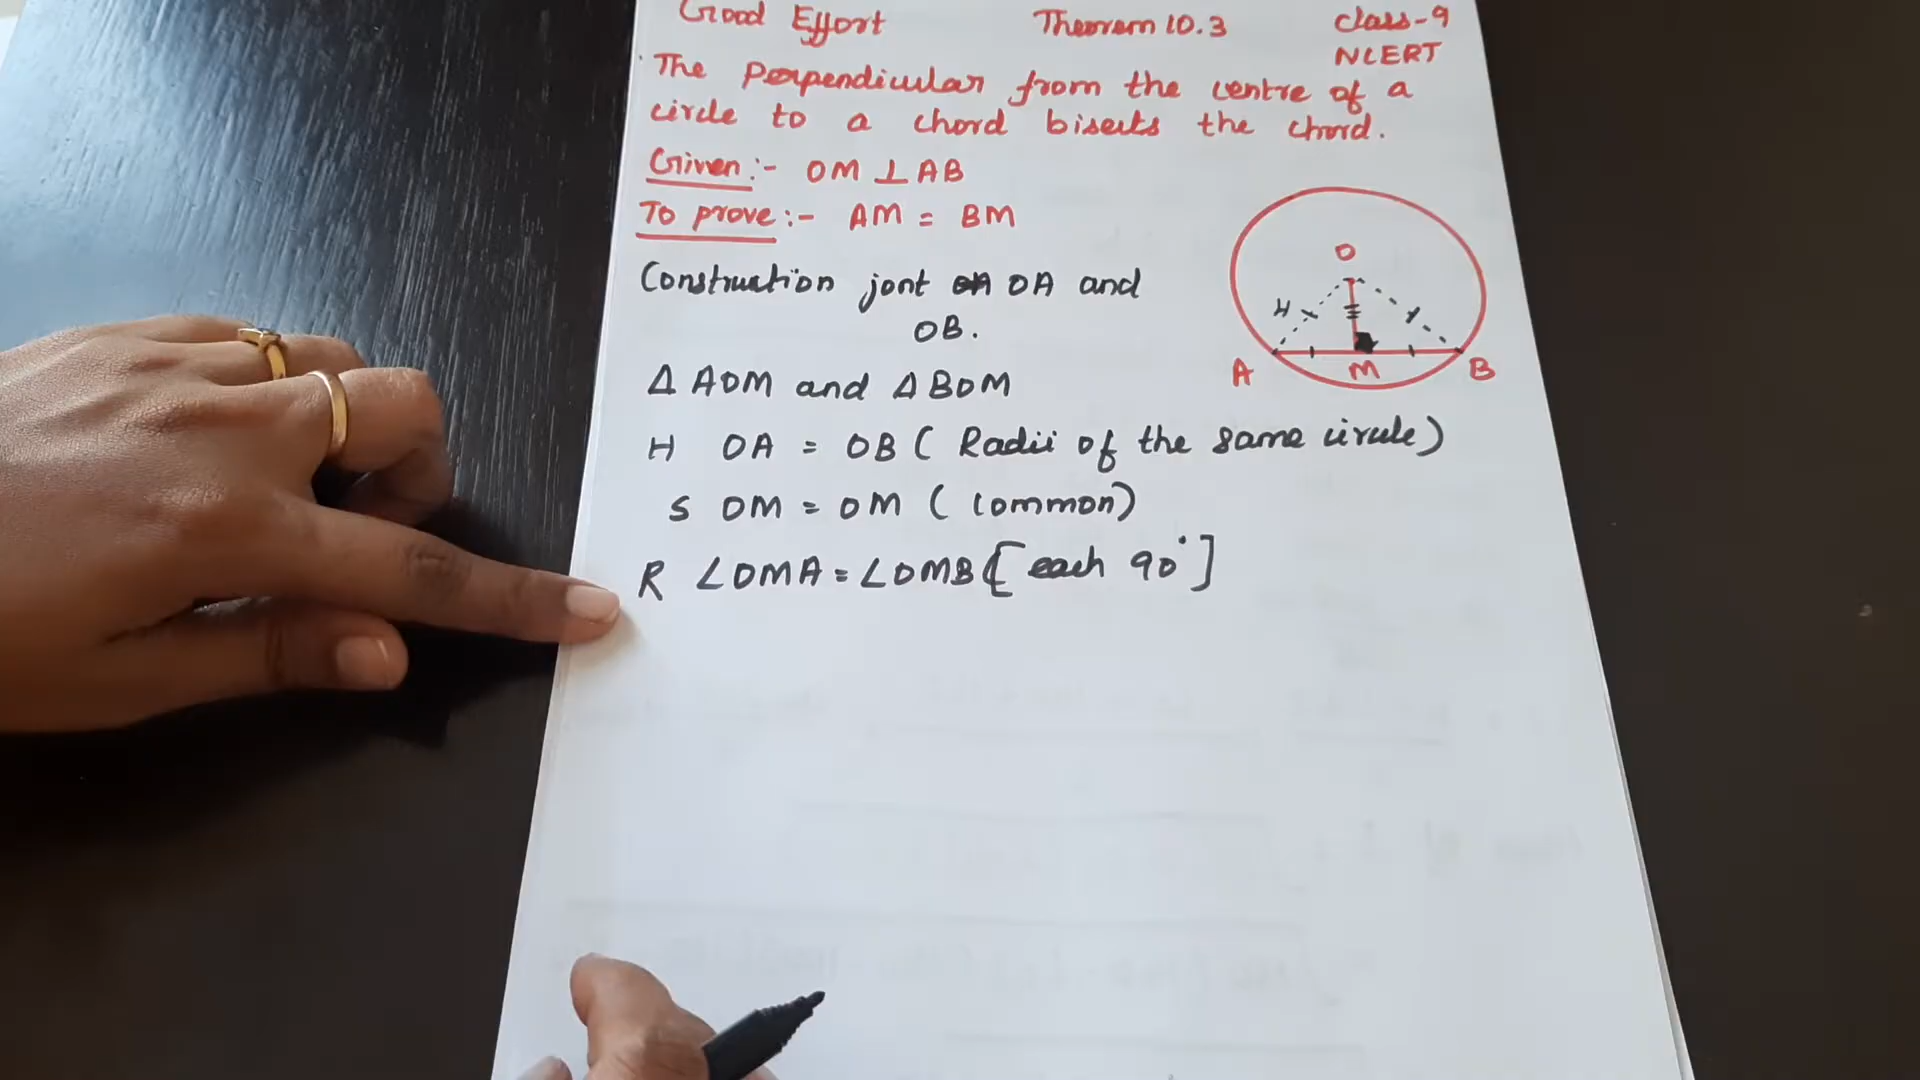 Good Effort Theorem 10.3 Class-9
NCERT
The perpendicular from the centre of a
circle to a chord bisects the chord.
Given :- OM ⊥ AB
To prove :- AM = BM
Construction jont OA OA and
OB.
Δ AOM and Δ BOM
H OA = OB ( Radii of the same circle )
S OM = OM ( Common )
R ∠OMA = ∠OMB [ each 90° ]
O
H
A M B